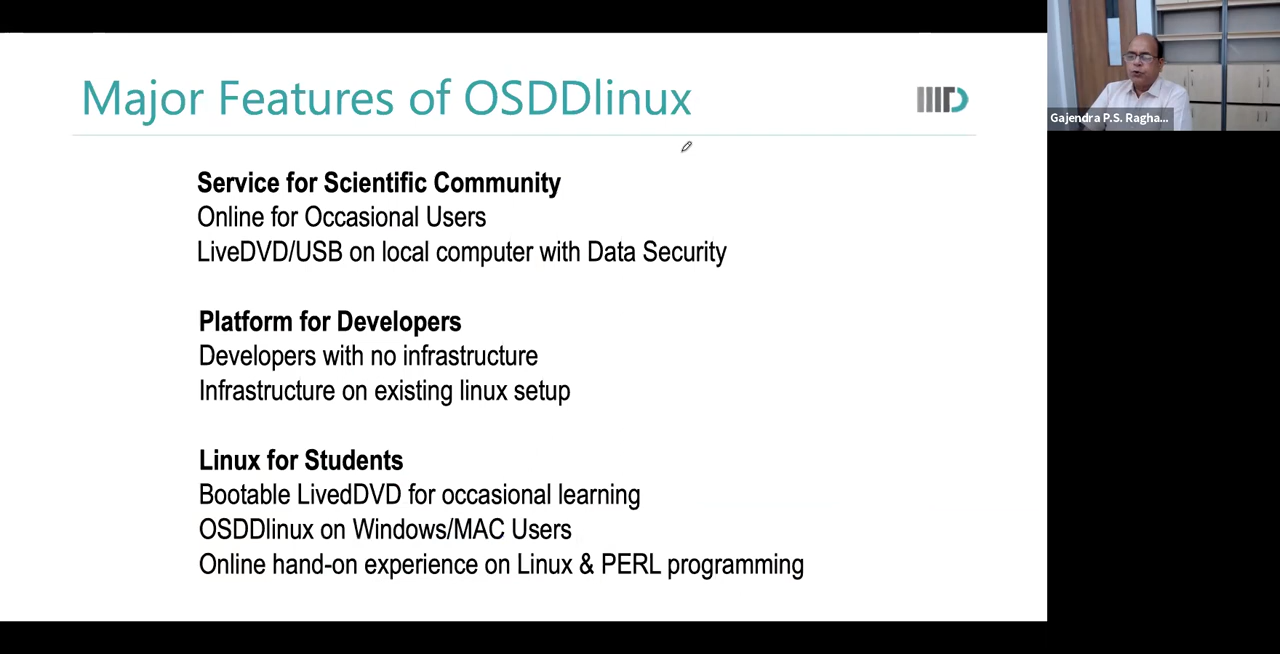 Major Features of OSDDlinux
IIITD
Gajendra P.S. Ragha...
Service for Scientific Community
Online for Occasional Users
LiveDVD/USB on local computer with Data Security
Platform for Developers
Developers with no infrastructure
Infrastructure on existing linux setup
Linux for Students
Bootable LivedDVD for occasional learning
OSDDlinux on Windows/MAC Users
Online hand-on experience on Linux & PERL programming